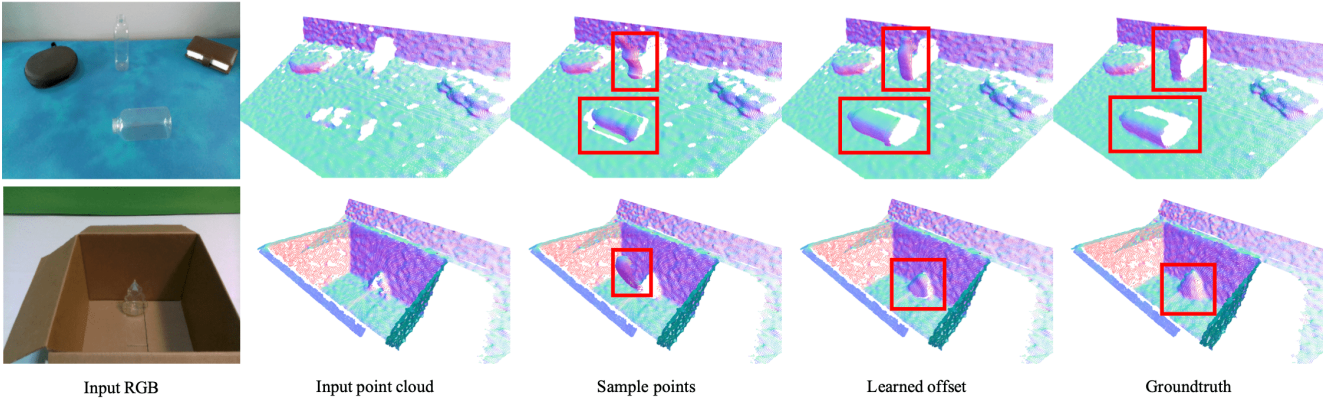 Input RGB
Input point cloud
Sample points
Learned offset
Groundtruth